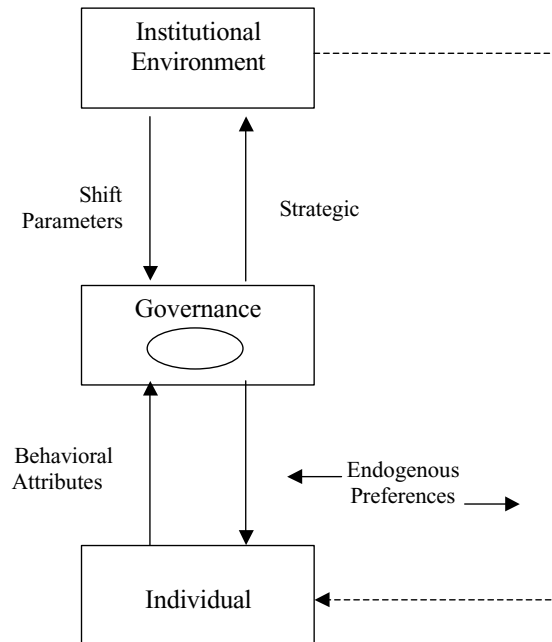 Institutional
Environment
Shift
Parameters
Strategic
Governance
Behavioral
Attributes
Endogenous
Preferences
Individual